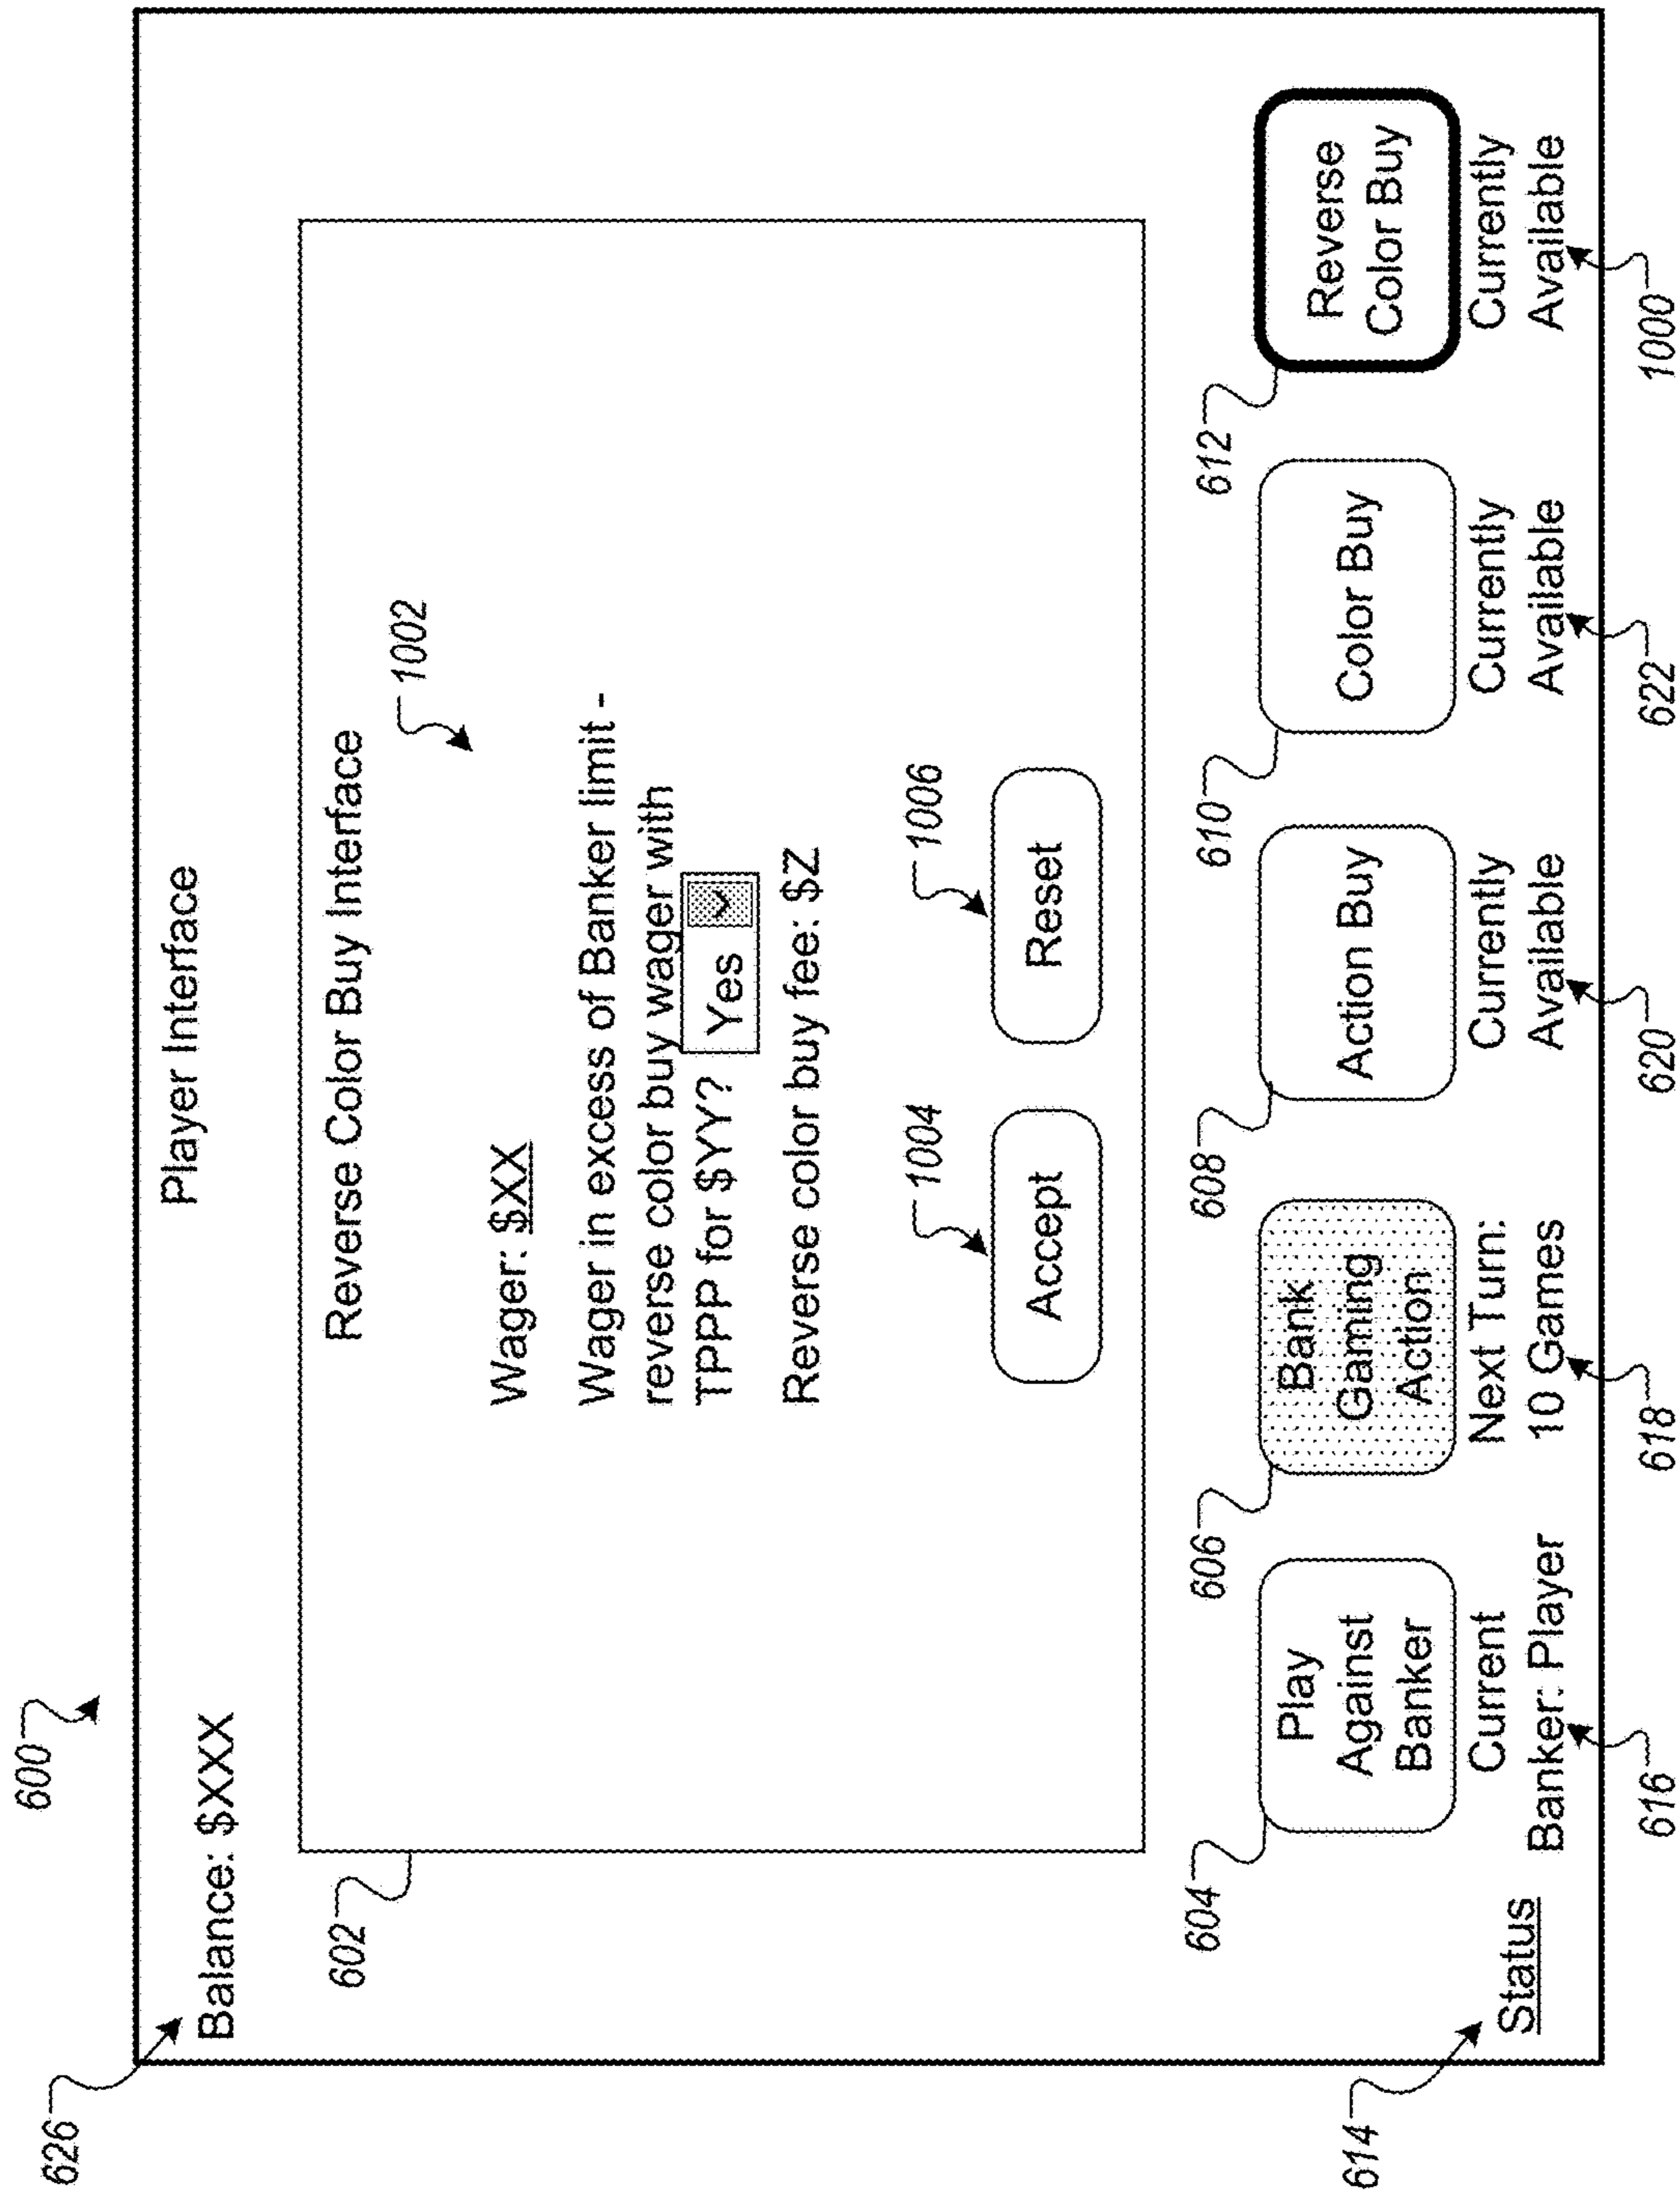 600
626
Player Interface
Balance: $XXX
602
Reverse Color Buy Interface
1002
Wager: $XX
Wager in excess of Banker limit -
reverse color buy wager with
TPPP for $YY? Yes
Reverse color buy fee: $Z
1004
1006
Accept
Reset
604
606
608
610
612
Play
Against
Banker
Bank
Gaming
Action
Action Buy
Color Buy
Reverse
Color Buy
614
Status
Current
Banker: Player
Next Turn:
10 Games
Currently
Available
Currently
Available
Currently
Available
616
618
620
622
1000